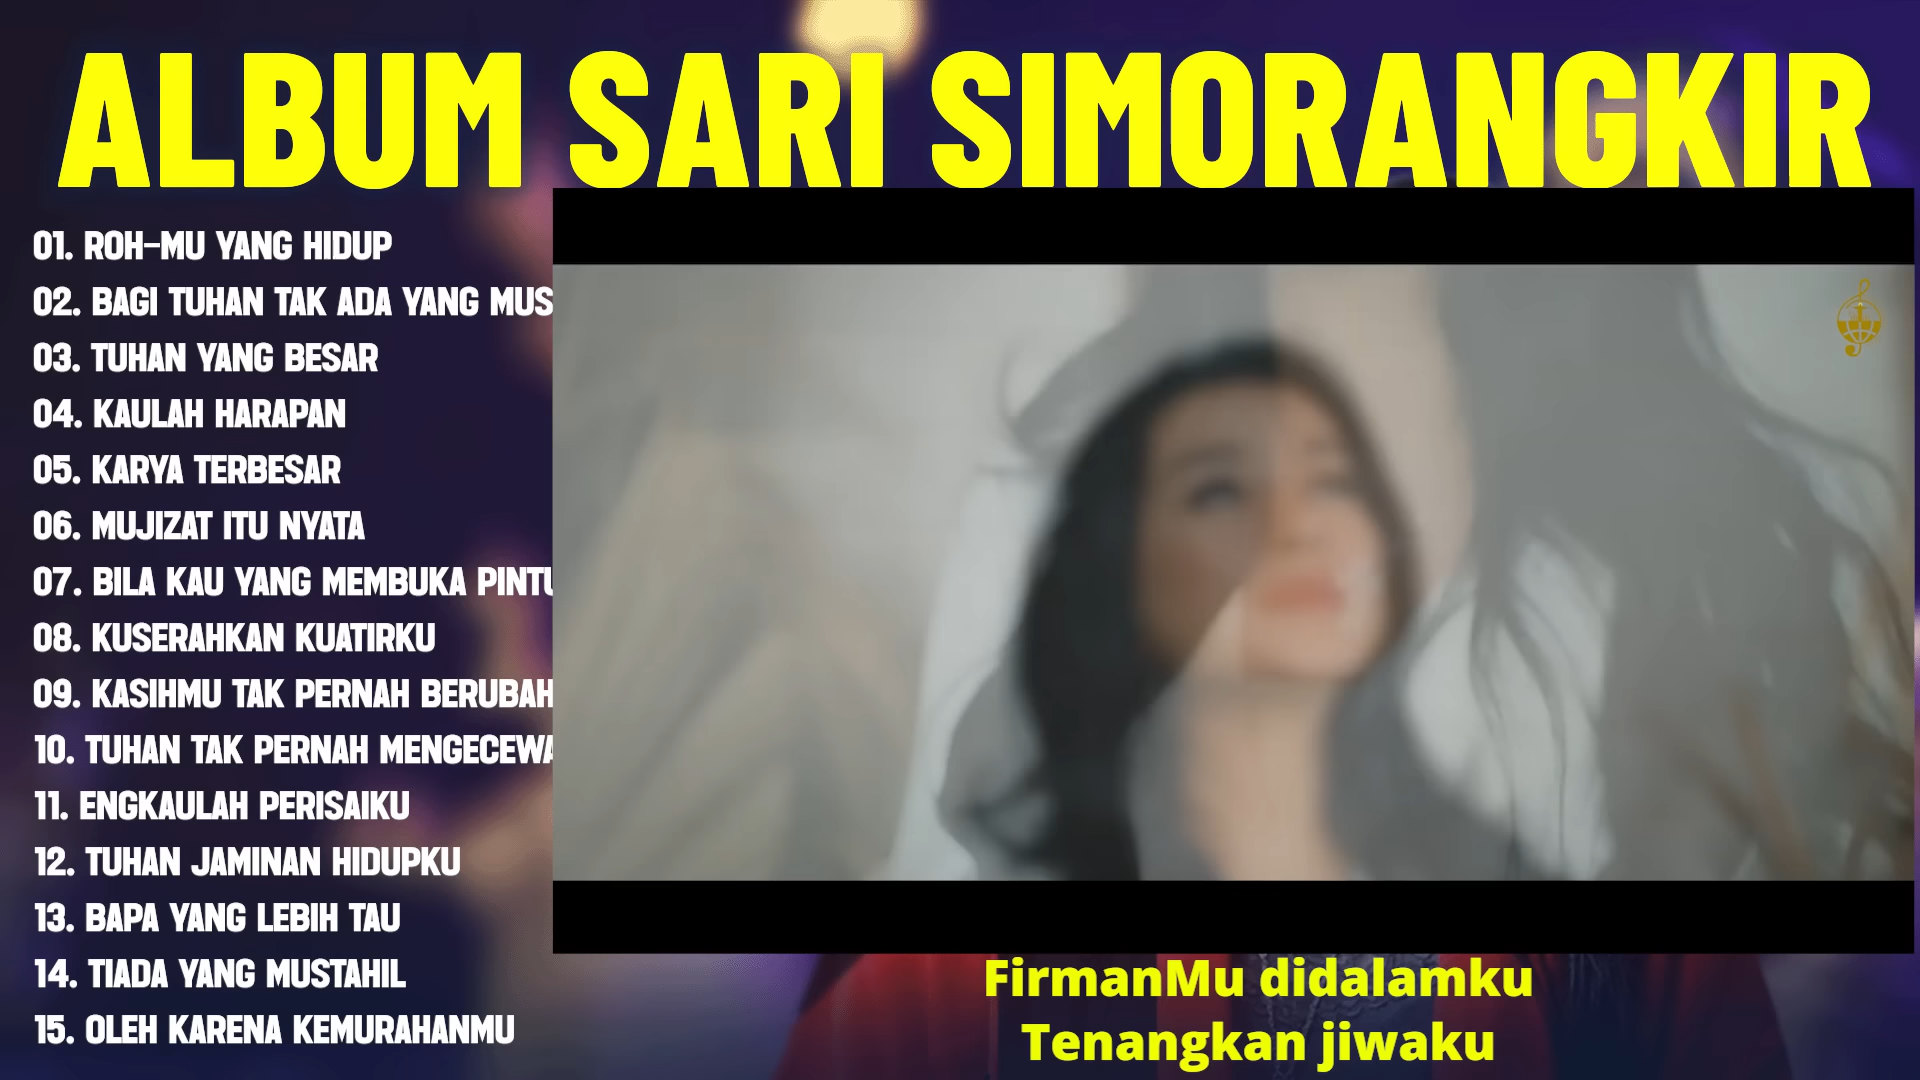 ALBUM SARI SIMORANGKIR
01. ROH-MU YANG HIDUP
02. BAGI TUHAN TAK ADA YANG MUS
03. TUHAN YANG BESAR
04. KAULAH HARAPAN
05. KARYA TERBESAR
06. MUJIZAT ITU NYATA
07. BILA KAU YANG MEMBUKA PINTU
08. KUSERAHKAN KUATIRKU
09. KASIHMU TAK PERNAH BERUBAH
10. TUHAN TAK PERNAH MENGECEWA
11. ENGKAULAH PERISAIKU
12. TUHAN JAMINAN HIDUPKU
13. BAPA YANG LEBIH TAU
14. TIADA YANG MUSTAHIL
15. OLEH KARENA KEMURAHANMU
FirmanMu didalamku
Tenangkan jiwaku